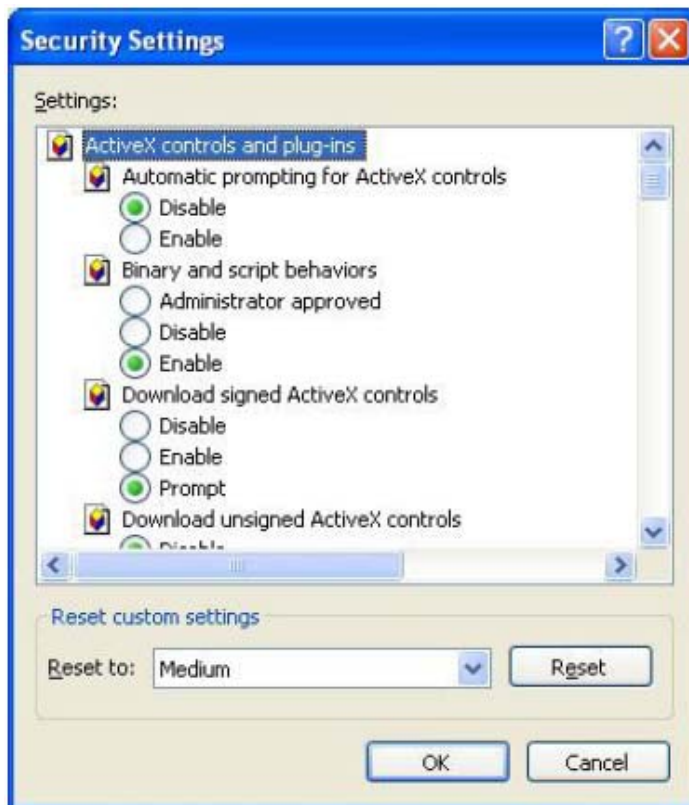 Security Settings
Settings:
ActiveX controls and plug-ins
Automatic prompting for ActiveX controls
Disable
Enable
Binary and script behaviors
Administrator approved
Disable
Enable
Download signed ActiveX controls
Disable
Enable
Prompt
Download unsigned ActiveX controls
Disable
Reset custom settings
Reset to: Medium Reset
OK Cancel